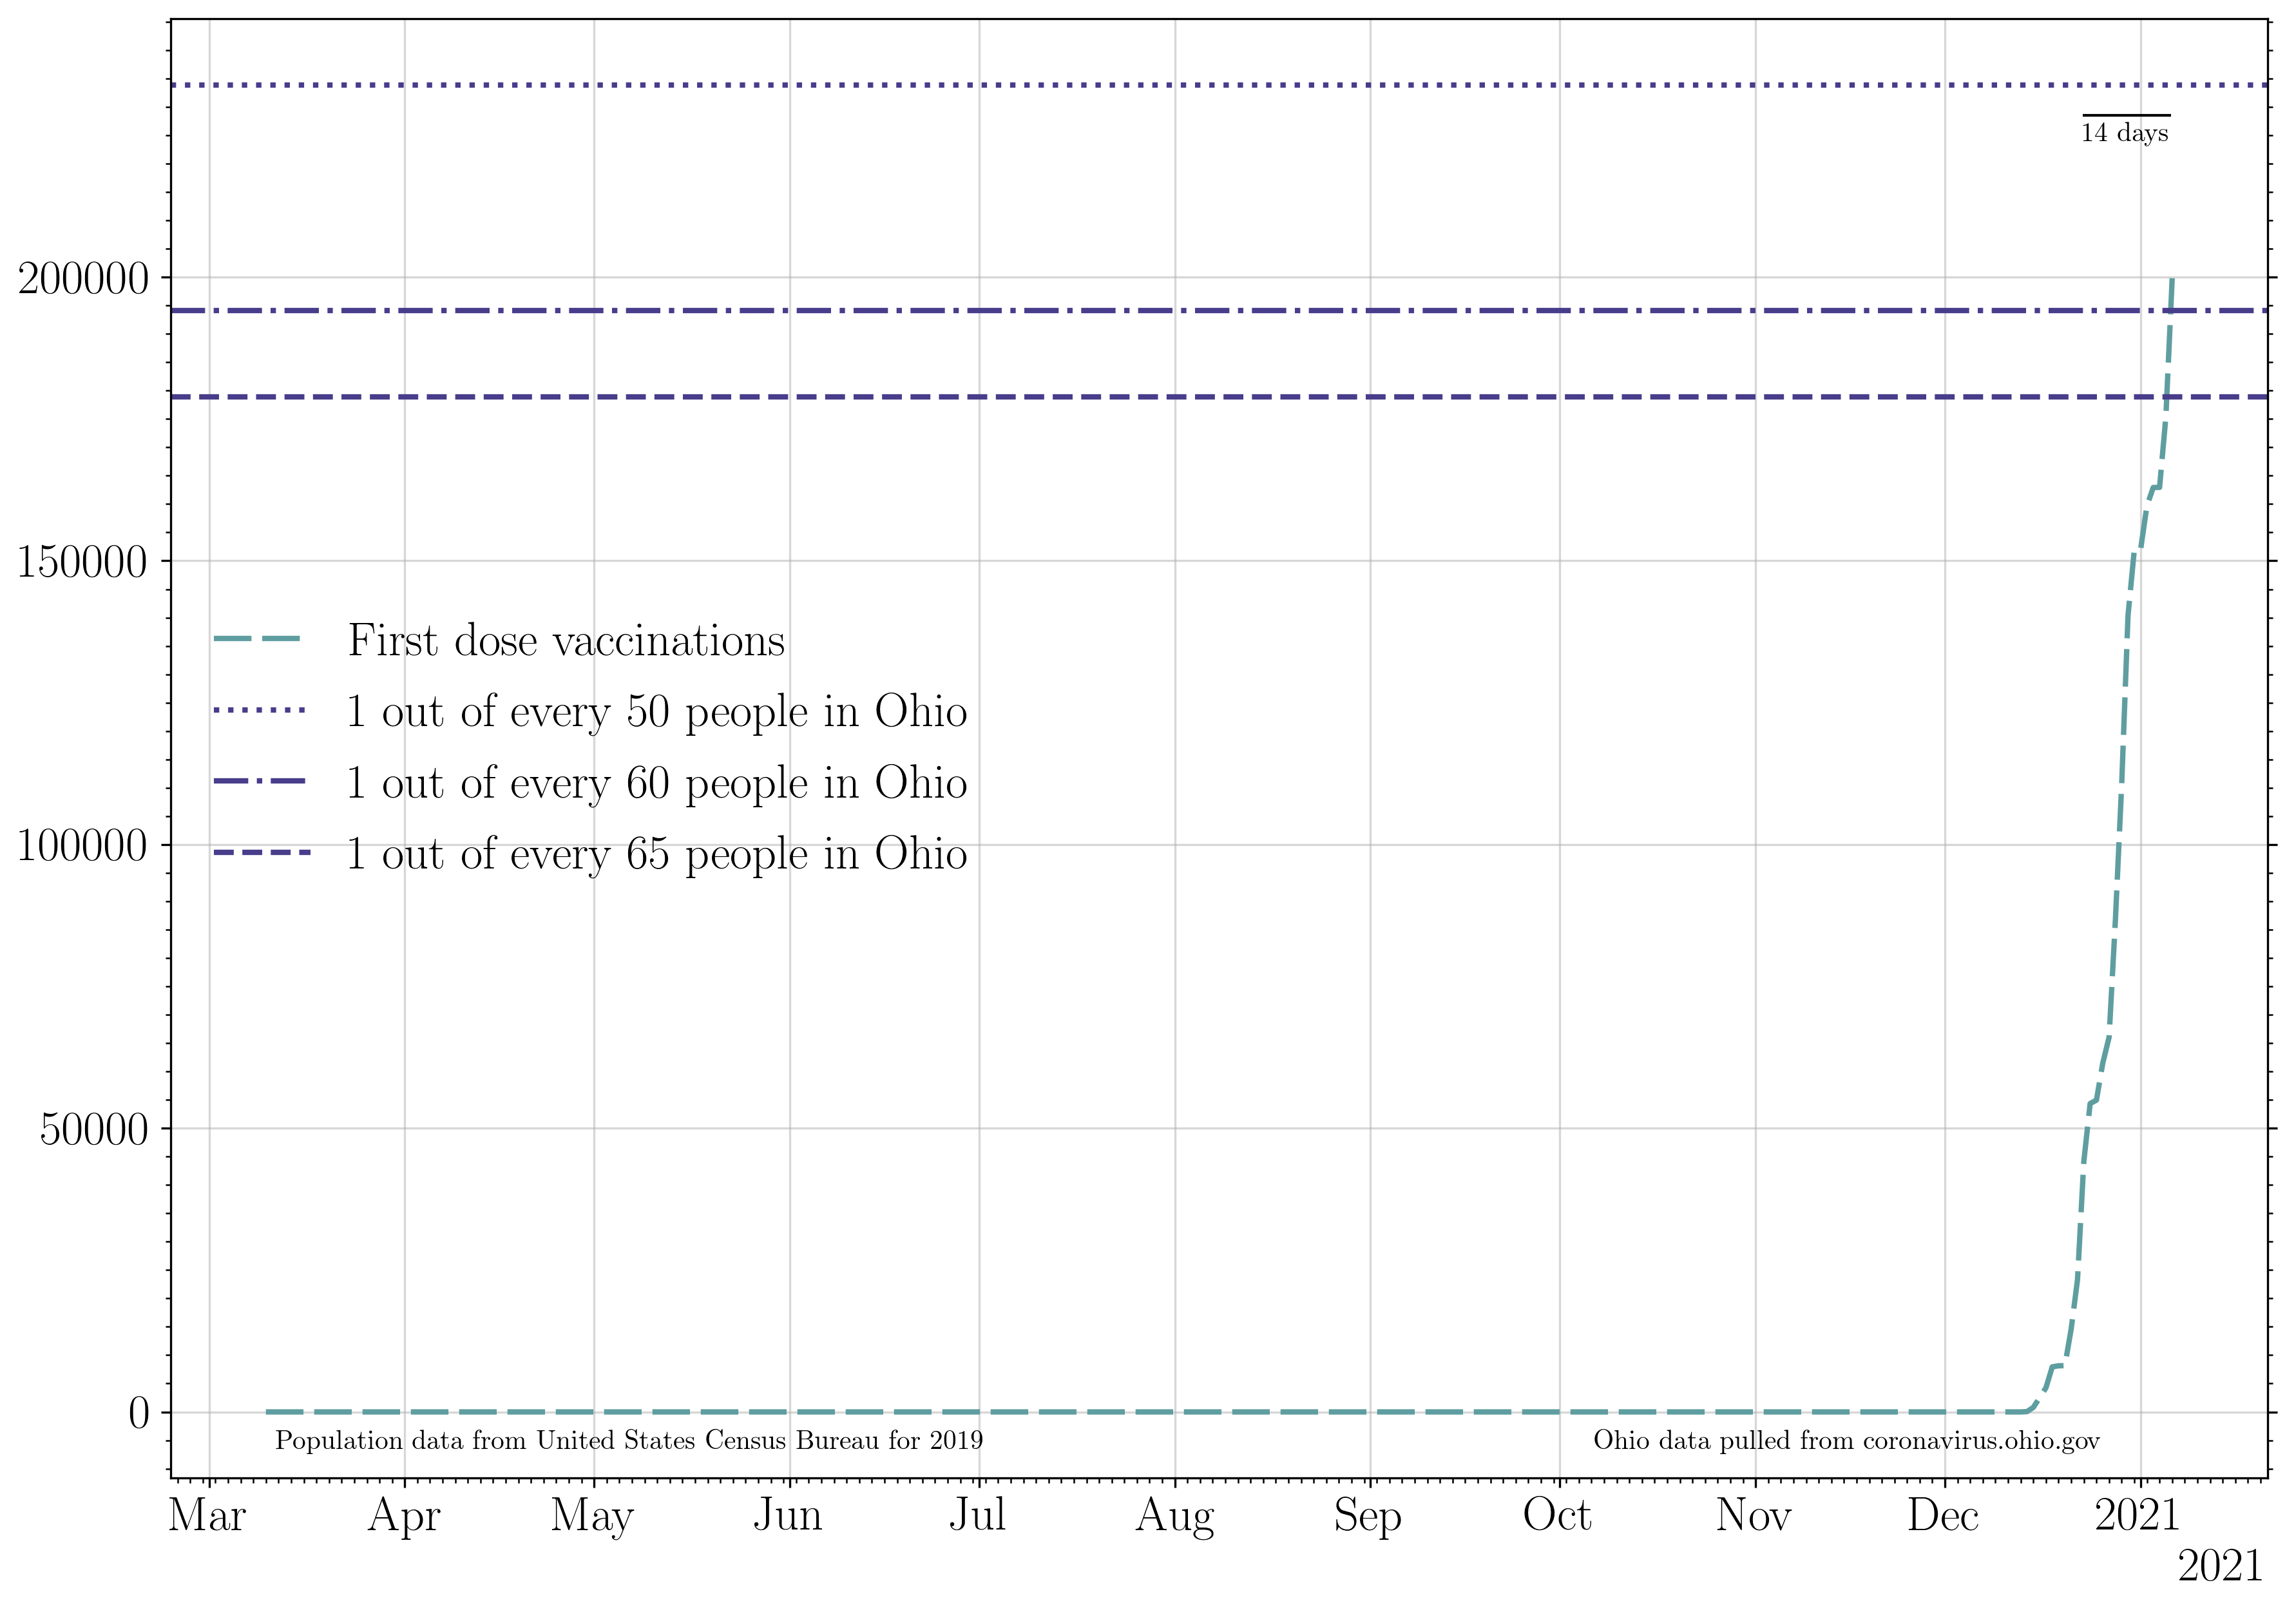 14 days
200000
150000
First dose vaccinations
1 out of every 50 people in Ohio
1 out of every 60 people in Ohio
1 out of every 65 people in Ohio
100000
50000
0
Population data from United States Census Bureau for 2019
Ohio data pulled from coronavirus.ohio.gov
Mar Apr May Jun Jul Aug Sep Oct Nov Dec 2021
2021